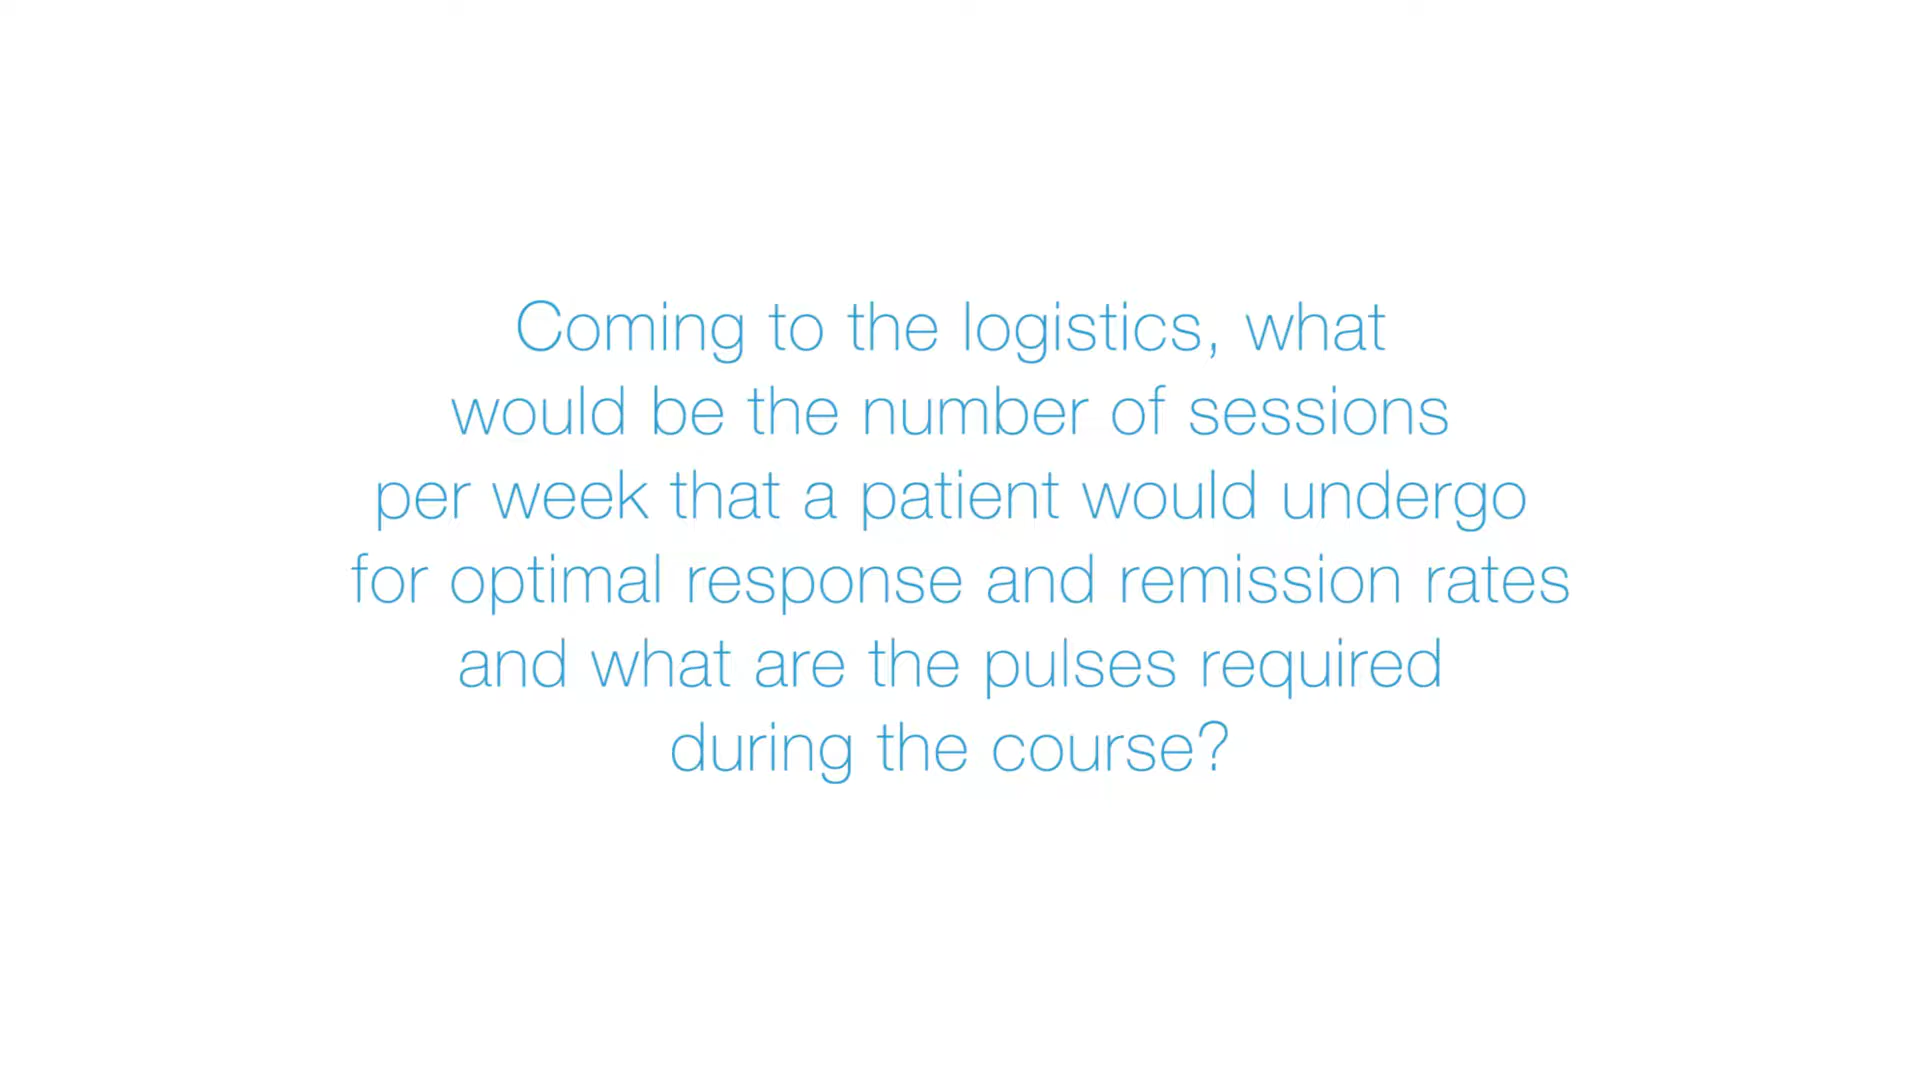 Coming to the logistics, what
would be the number of sessions
per week that a patient would undergo
for optimal response and remission rates
and what are the pulses required
during the course?